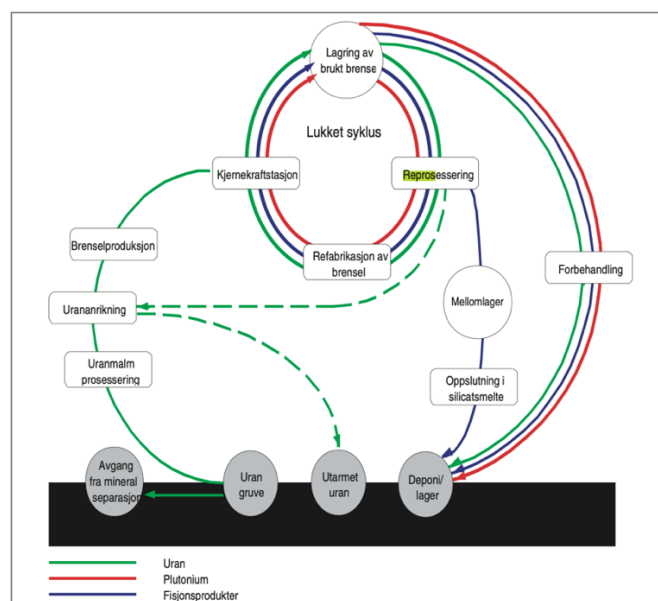 Lagring av
brukt brense
Lukket syklus
Kjernekraftstasjon
Reprosessering
Brenselproduksjon
Refabrikasjon av
brensel
Forbehandling
Urananrikning
Mellomlager
Uranmalm
prosessering
Oppslutning i
silicatsmelte
Avgang
fra mineral
separasjor
Uran
gruve
Utarmet
uran
Deponi/
lager
Uran
Plutonium
Fisjonsprodukter